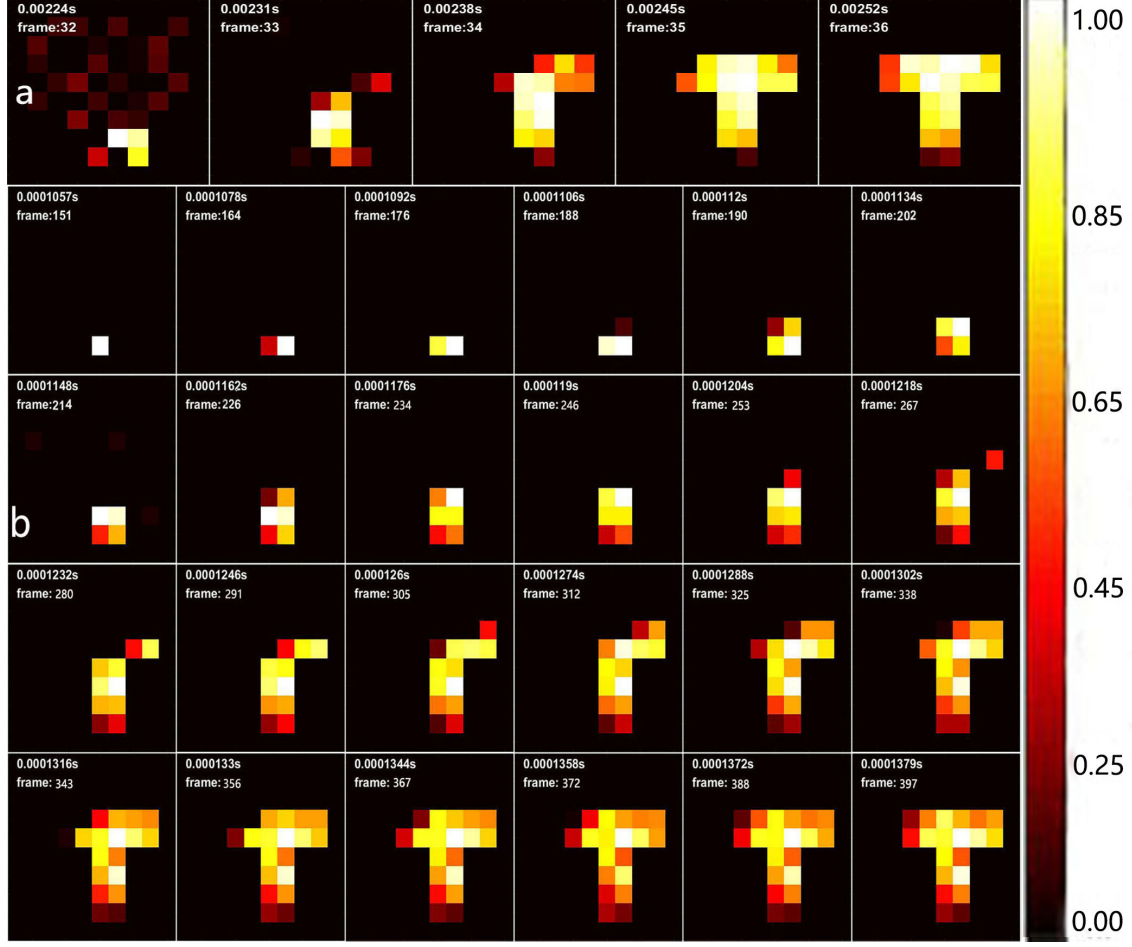 0.00224s 0.00231s 0.00238s 0.00245s 0.00252s
frame:32 frame:33 frame:34 frame:35 frame:36
a
0.0001057s 0.0001078s 0.0001092s 0.0001106s 0.000112s 0.0001134s
frame:151 frame:164 frame:176 frame:188 frame:190 frame:202
0.0001148s 0.0001162s 0.0001176s 0.000119s 0.0001204s 0.0001218s
frame:214 frame:226 frame: 234 frame: 246 frame: 253 frame: 267
b
0.0001232s 0.0001246s 0.000126s 0.0001274s 0.0001288s 0.0001302s
frame: 280 frame: 291 frame: 305 frame: 312 frame: 325 frame: 338
0.0001316s 0.000133s 0.0001344s 0.0001358s 0.0001372s 0.0001379s
frame: 343 frame: 356 frame: 367 frame: 372 frame: 388 frame: 397
1.00
0.85
0.65
0.45
0.25
0.00